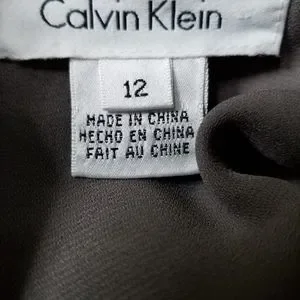 Calvin Klein
12
MADE IN CHINA
HECHO EN CHINA
FAIT AU CHINE